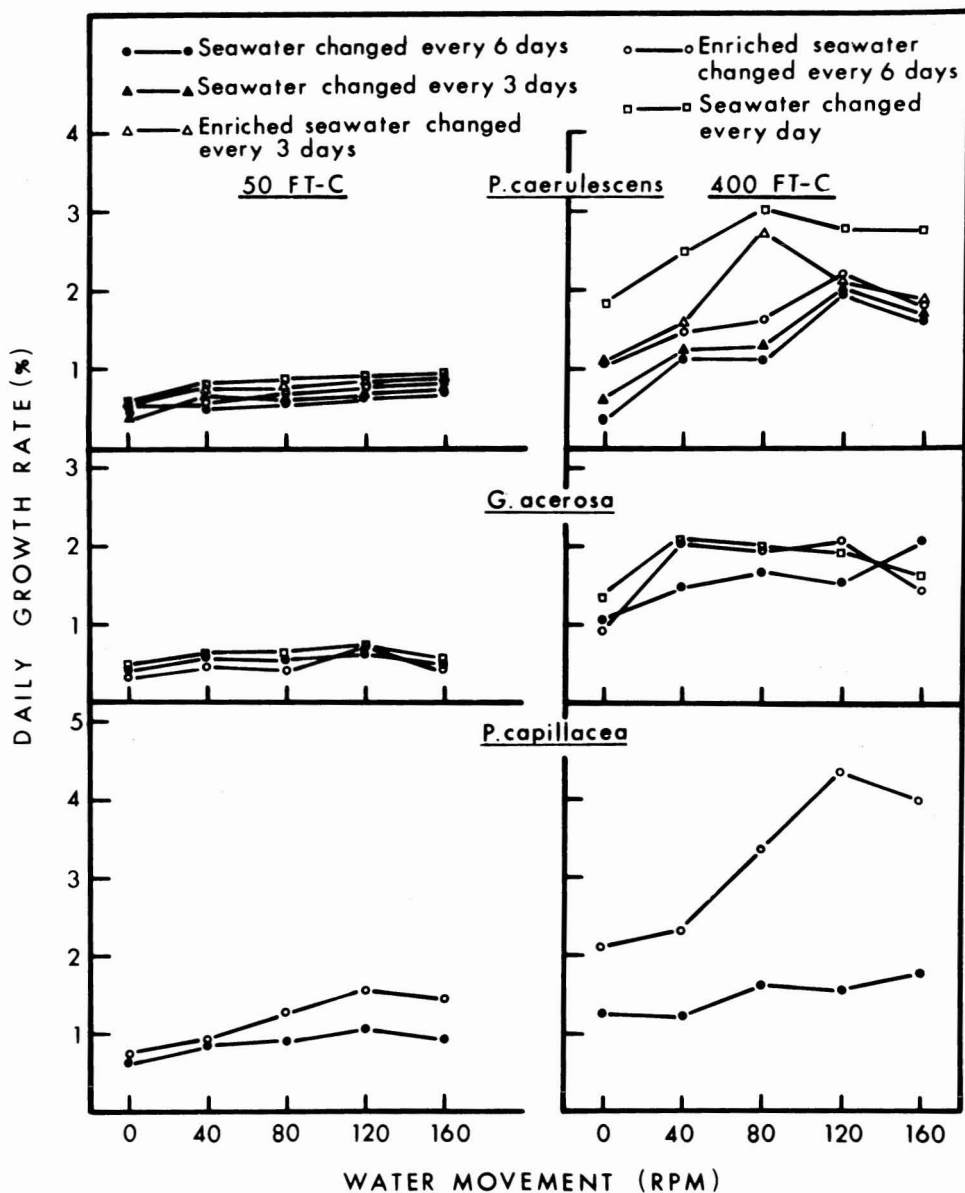 Seawater changed every 6 days
Seawater changed every 3 days
Enriched seawater changed
every 3 days
Enriched seawater
changed every 6 days
Seawater changed
every day
50 FT-C
P. caerulescens
400 FT-C
4
3
2
1
G. acerosa
3
2
1
P. capillacea
5
4
3
2
1
0 40 80 120 160
0 40 80 120 160
DAILY GROWTH RATE (%)
WATER MOVEMENT (RPM)